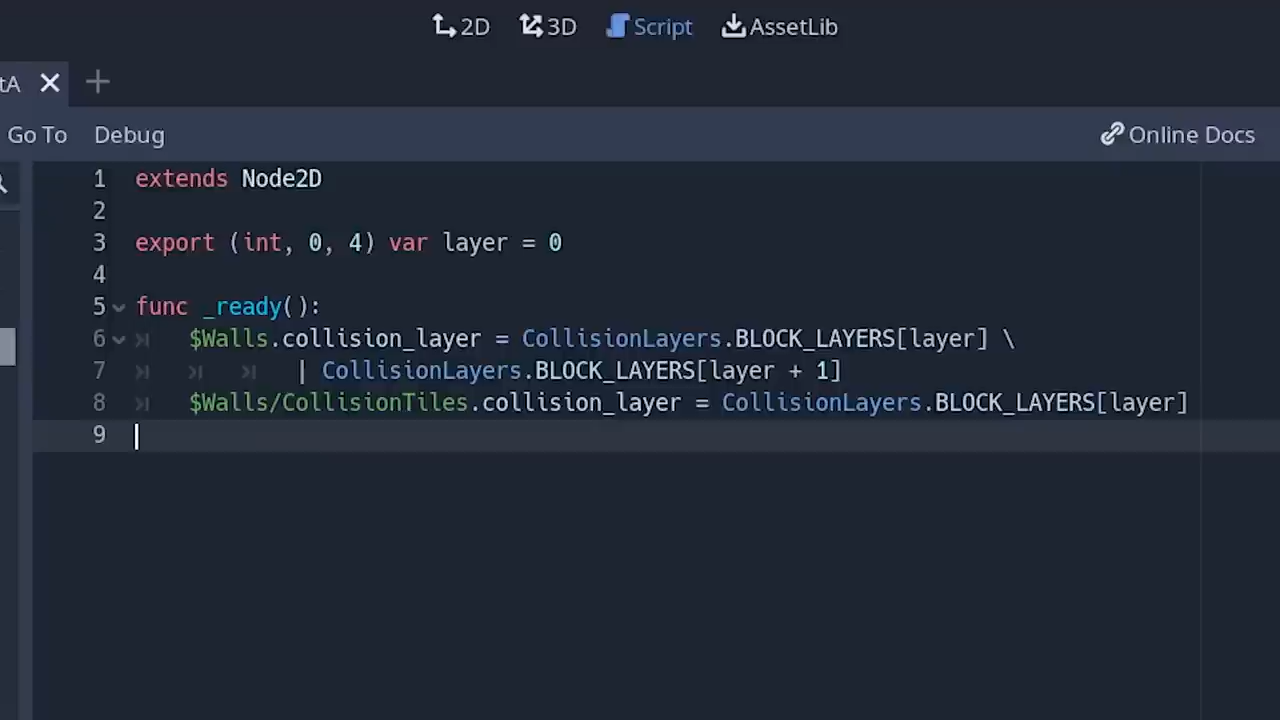 2D 3D Script AssetLib
tA
Go To Debug Online Docs
1 extends Node2D
2
3 export (int, 0, 4) var layer = 0
4
5 func _ready():
6 $Walls.collision_layer = CollisionLayers.BLOCK_LAYERS[layer] \
7 | CollisionLayers.BLOCK_LAYERS[layer + 1]
8 $Walls/CollisionTiles.collision_layer = CollisionLayers.BLOCK_LAYERS[layer]
9